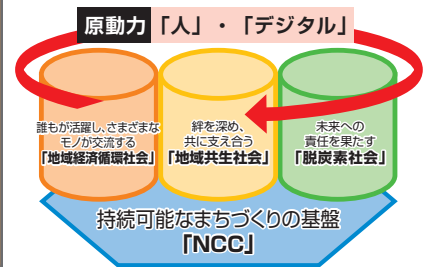 原動力「人」・「デジタル」
誰もが活躍し、さまざまな
モノが交流する
「地域経済循環社会」
絆を深め、
共に支え合う
「地域共生社会」
未来への
責任を果たす
「脱炭素社会」
持続可能なまちづくりの基盤
「NCC」